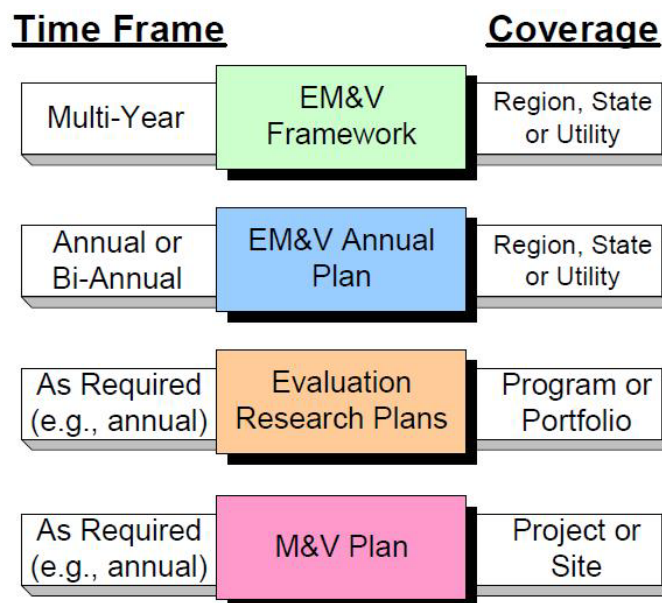 Time Frame
Coverage
Multi-Year
EM&V
Framework
Region, State
or Utility
Annual or
Bi-Annual
EM&V Annual
Plan
Region, State
or Utility
As Required
(e.g., annual)
Evaluation
Research Plans
Program or
Portfolio
As Required
(e.g., annual)
M&V Plan
Project or
Site